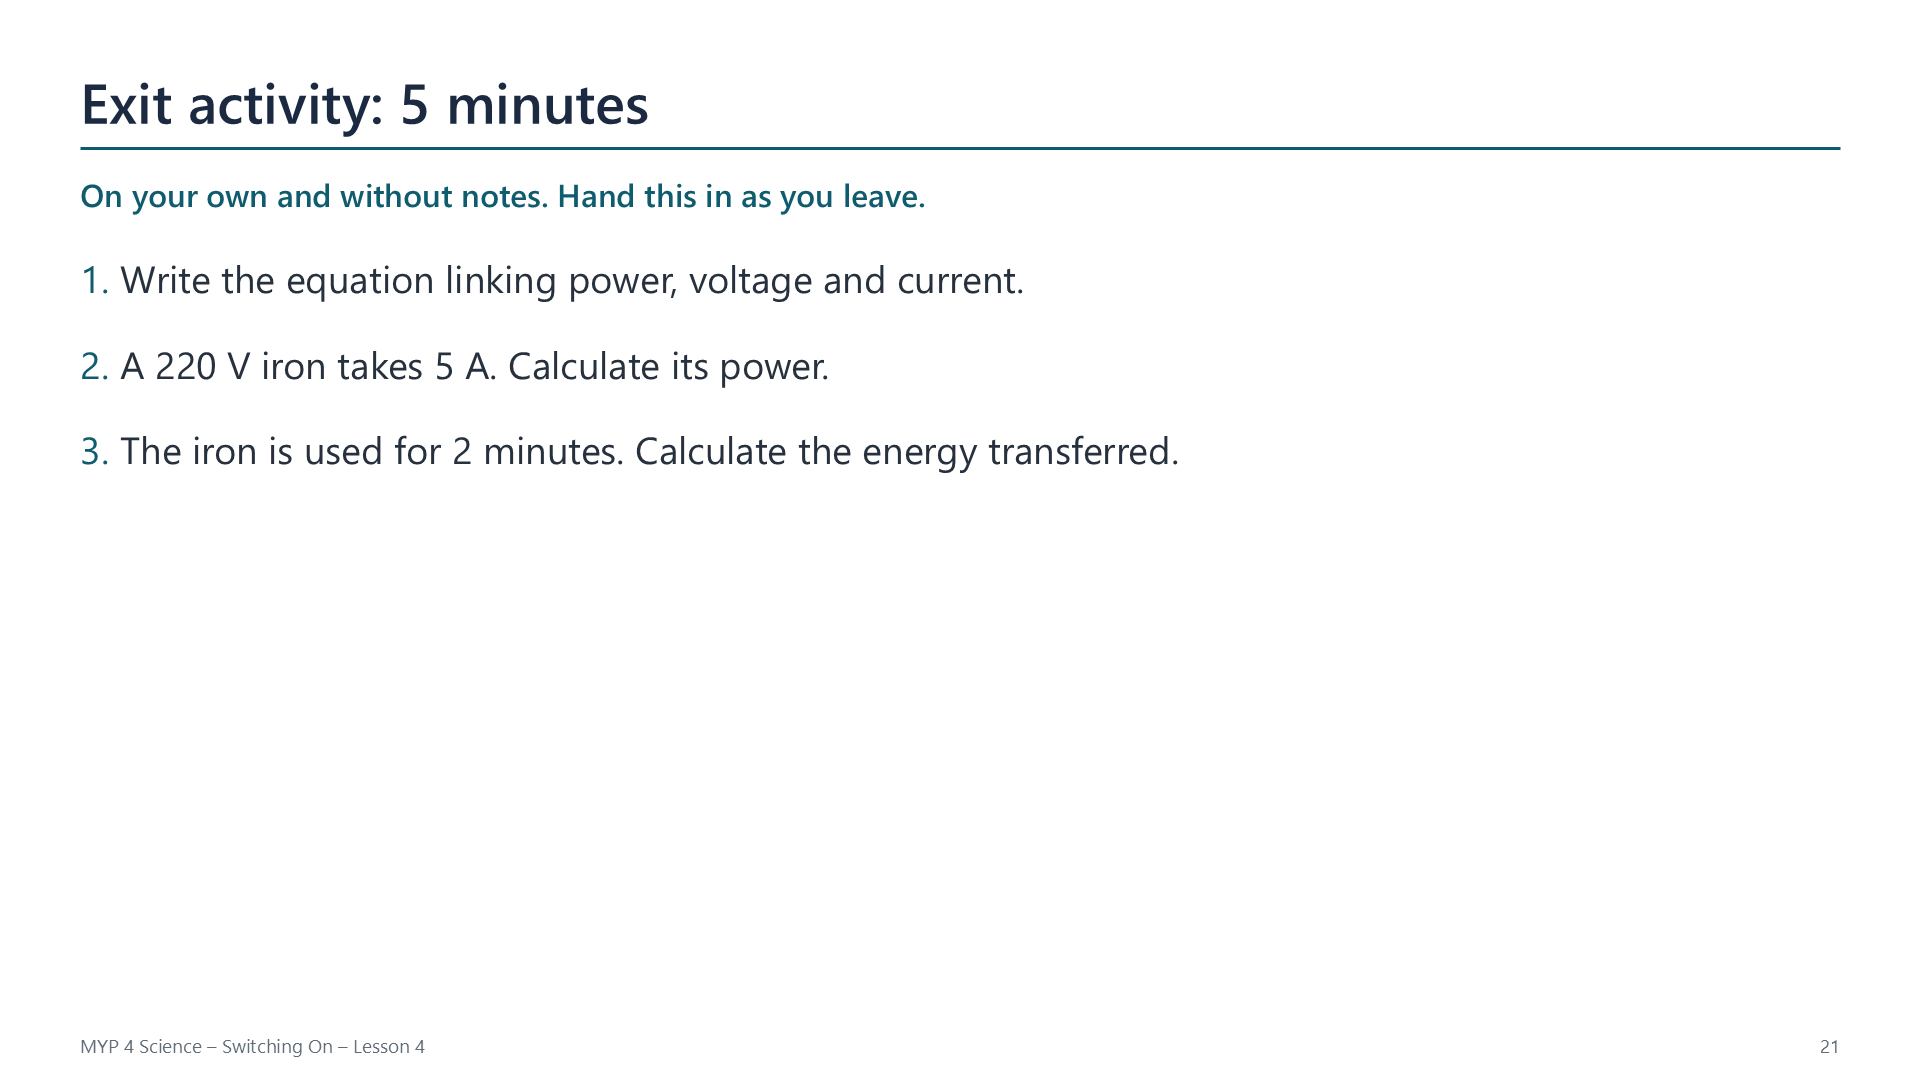 Exit activity: 5 minutes
On your own and without notes. Hand this in as you leave.
1. Write the equation linking power, voltage and current.
2. A 220 V iron takes 5 A. Calculate its power.
3. The iron is used for 2 minutes. Calculate the energy transferred.
MYP 4 Science – Switching On – Lesson 4
21